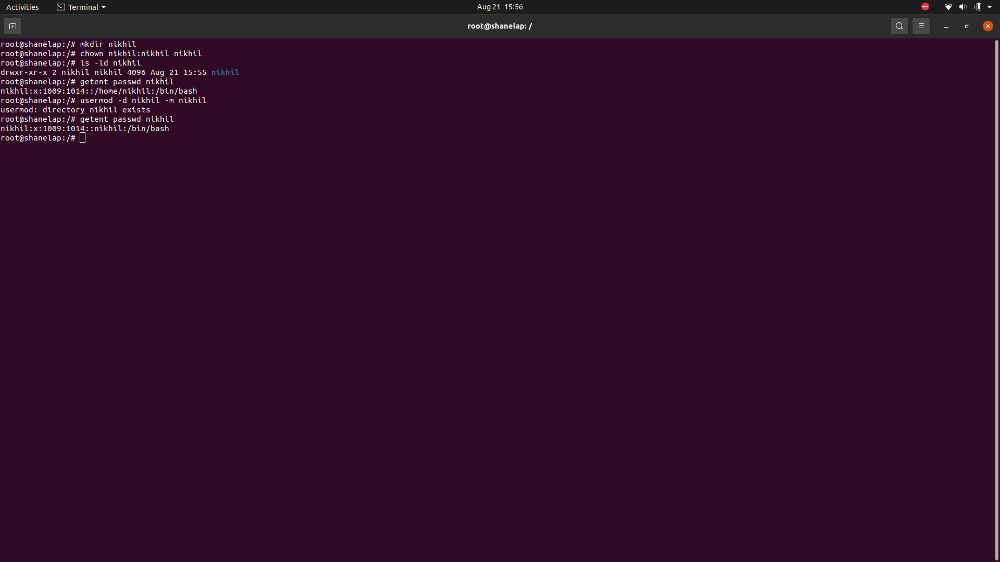 Activities Terminal Aug 21 15:56
root@shanelap: /
root@shanelap:/# mkdir nikhil
root@shanelap:/# chown nikhil:nikhil nikhil
root@shanelap:/# ls -ld nikhil
drwxr-xr-x 2 nikhil nikhil 4096 Aug 21 15:55 nikhil
root@shanelap:/# getent passwd nikhil
nikhil:x:1009:1014::/home/nikhil:/bin/bash
root@shanelap:/# usermod -d nikhil -m nikhil
usermod: directory nikhil exists
root@shanelap:/# getent passwd nikhil
nikhil:x:1009:1014::nikhil:/bin/bash
root@shanelap:/#